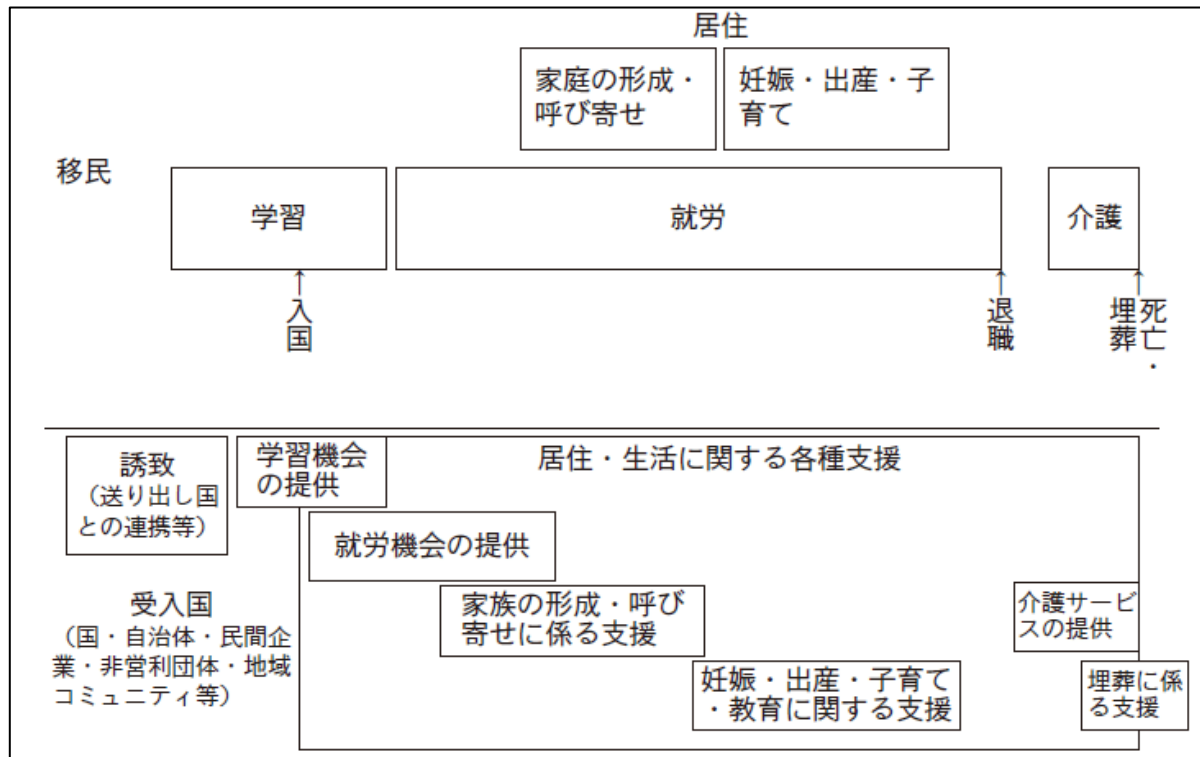 居住
家庭の形成・
呼び寄せ
妊娠・出産・子
育て
移民
学習
就労
介護
↑入国
↑退職
↑死亡・
埋葬
誘致
（送り出し国
との連携等）
学習機会
の提供
居住・生活に関する各種支援
就労機会の提供
受入国
（国・自治体・民間企
業・非営利団体・地域
コミュニティ等）
家族の形成・呼び
寄せに係る支援
介護サービ
スの提供
妊娠・出産・子育て
・教育に関する支援
埋葬に係
る支援